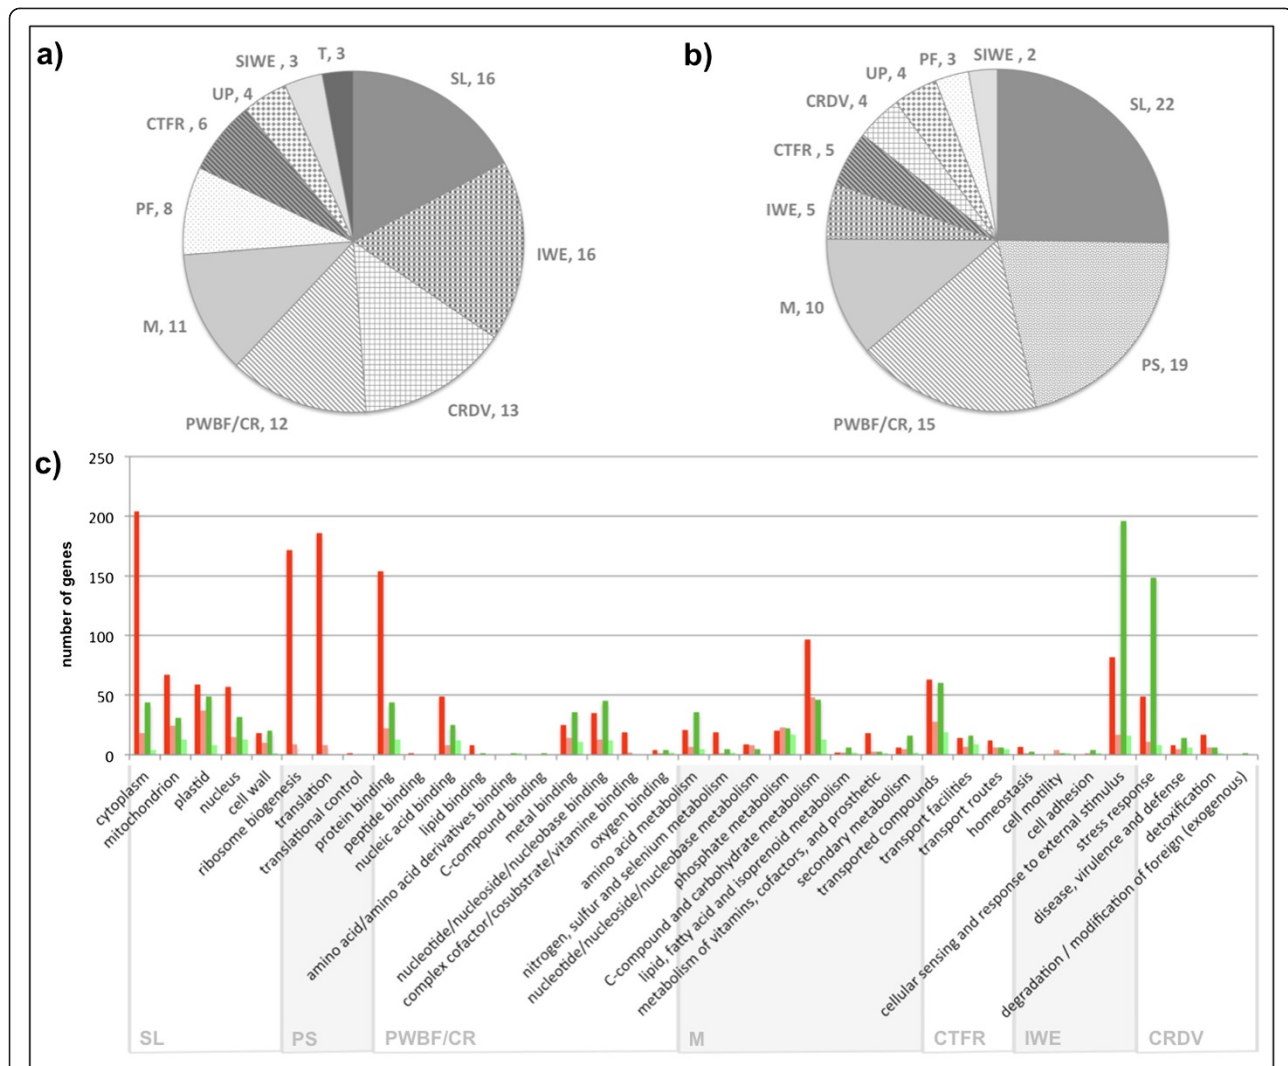 a)
T, 3
SIWE , 3
SL, 16
UP, 4
CTFR , 6
PF, 8
IWE, 16
M, 11
CRDV, 13
PWBF/CR, 12
b)
SIWE , 2
PF, 3
UP, 4
SL, 22
CRDV, 4
CTFR , 5
IWE, 5
M, 10
PS, 19
PWBF/CR, 15
c)
number of genes
250
200
150
100
50
0
cytoplasm
mitochondrion
plastid
nucleus
cell wall
ribosome biogenesis
translation
translational control
protein binding
peptide binding
nucleic acid binding
lipid binding
amino acid/amino acid derivatives binding
C-compound binding
metal binding
nucleotide/nucleoside/nucleobase binding
complex cofactor/cosubstrate/vitamine binding
oxygen binding
amino acid metabolism
nitrogen, sulfur and selenium metabolism
nucleotide/nucleoside/nucleobase metabolism
phosphate metabolism
C-compound and carbohydrate metabolism
lipid, fatty acid and isoprenoid metabolism
metabolism of vitamins, cofactors, and prosthetic
secondary metabolism
transported compounds
transport facilities
transport routes
homeostasis
cell motility
cell adhesion
cellular sensing and response to external stimulus
stress response
disease, virulence and defense
detoxification
degradation / modification of foreign (exogenous)
SL
PS
PWBF/CR
M
CTFR
IWE
CRDV